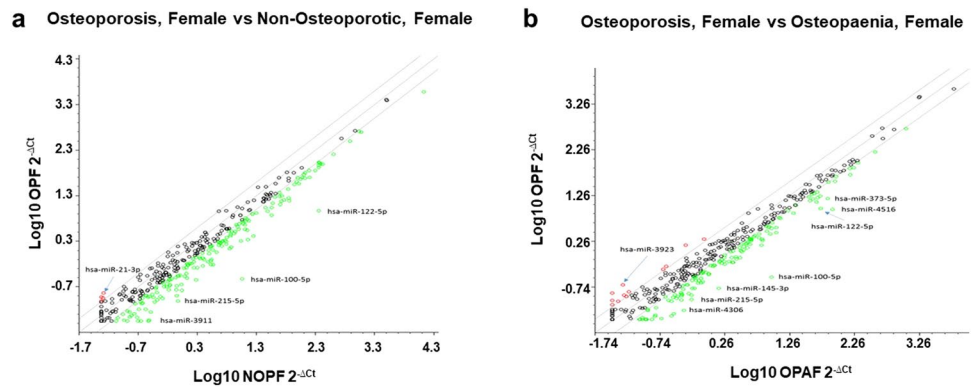 a
Osteoporosis, Female vs Non-Osteoporotic, Female
4.3
3.3
2.3
1.3
0.3
-0.7
Log10 OPF 2-ΔCt
hsa-miR-122-5p
hsa-miR-21-3p
hsa-miR-100-5p
hsa-miR-215-5p
hsa-miR-3911
-1.7
-0.7
0.3
1.3
2.3
3.3
4.3
Log10 NOPF 2-ΔCt
b
Osteoporosis, Female vs Osteopaenia, Female
3.26
2.26
1.26
0.26
-0.74
Log10 OPF 2-ΔCt
hsa-miR-373-5p
hsa-miR-4516
hsa-miR-122-5p
hsa-miR-3923
hsa-miR-100-5p
hsa-miR-145-3p
hsa-miR-215-5p
hsa-miR-4306
-1.74
-0.74
0.26
1.26
2.26
3.26
Log10 OPAF 2-ΔCt